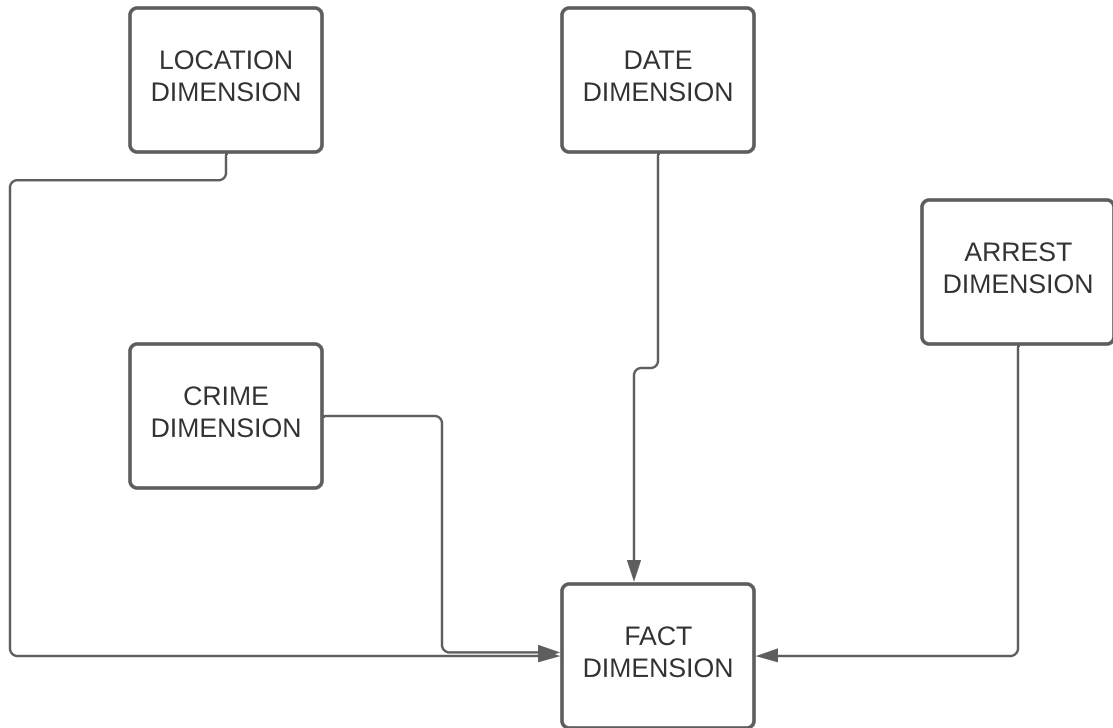 LOCATION
DIMENSION
DATE
DIMENSION
ARREST
DIMENSION
CRIME
DIMENSION
FACT
DIMENSION